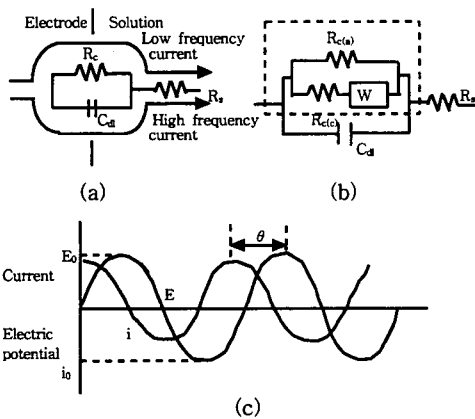 Electrode Solution
Low frequency
current
Rc
Rs
Cdl
High frequency
current
(a)
Rc(a)
W
Rc(c)
Cdl
Rs
(b)
E₀
θ
Current
E
Electric
potential
i
i₀
(c)